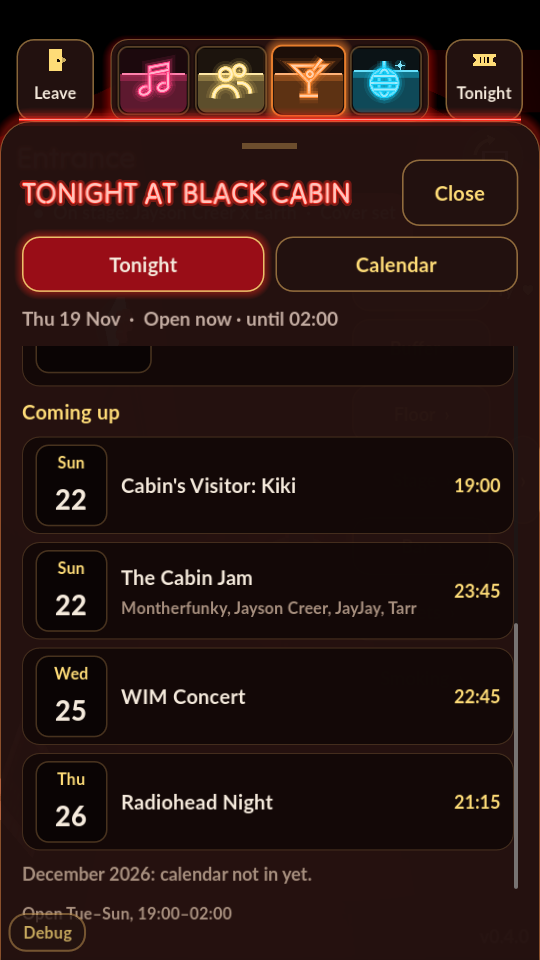 Leave
Tonight
TONIGHT AT BLACK CABIN
Close
Tonight
Calendar
Thu 19 Nov · Open now · until 02:00
Coming up
Sun
22
Cabin's Visitor: Kiki
19:00
Sun
22
The Cabin Jam
Montherfunky, Jayson Creer, JayJay, Tarr
23:45
Wed
25
WIM Concert
22:45
Thu
26
Radiohead Night
21:15
December 2026: calendar not in yet.
Open Tue–Sun, 19:00–02:00
Debug